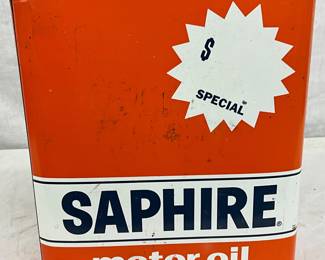 $
SPECIAL
SAPHIRE®
motor oil